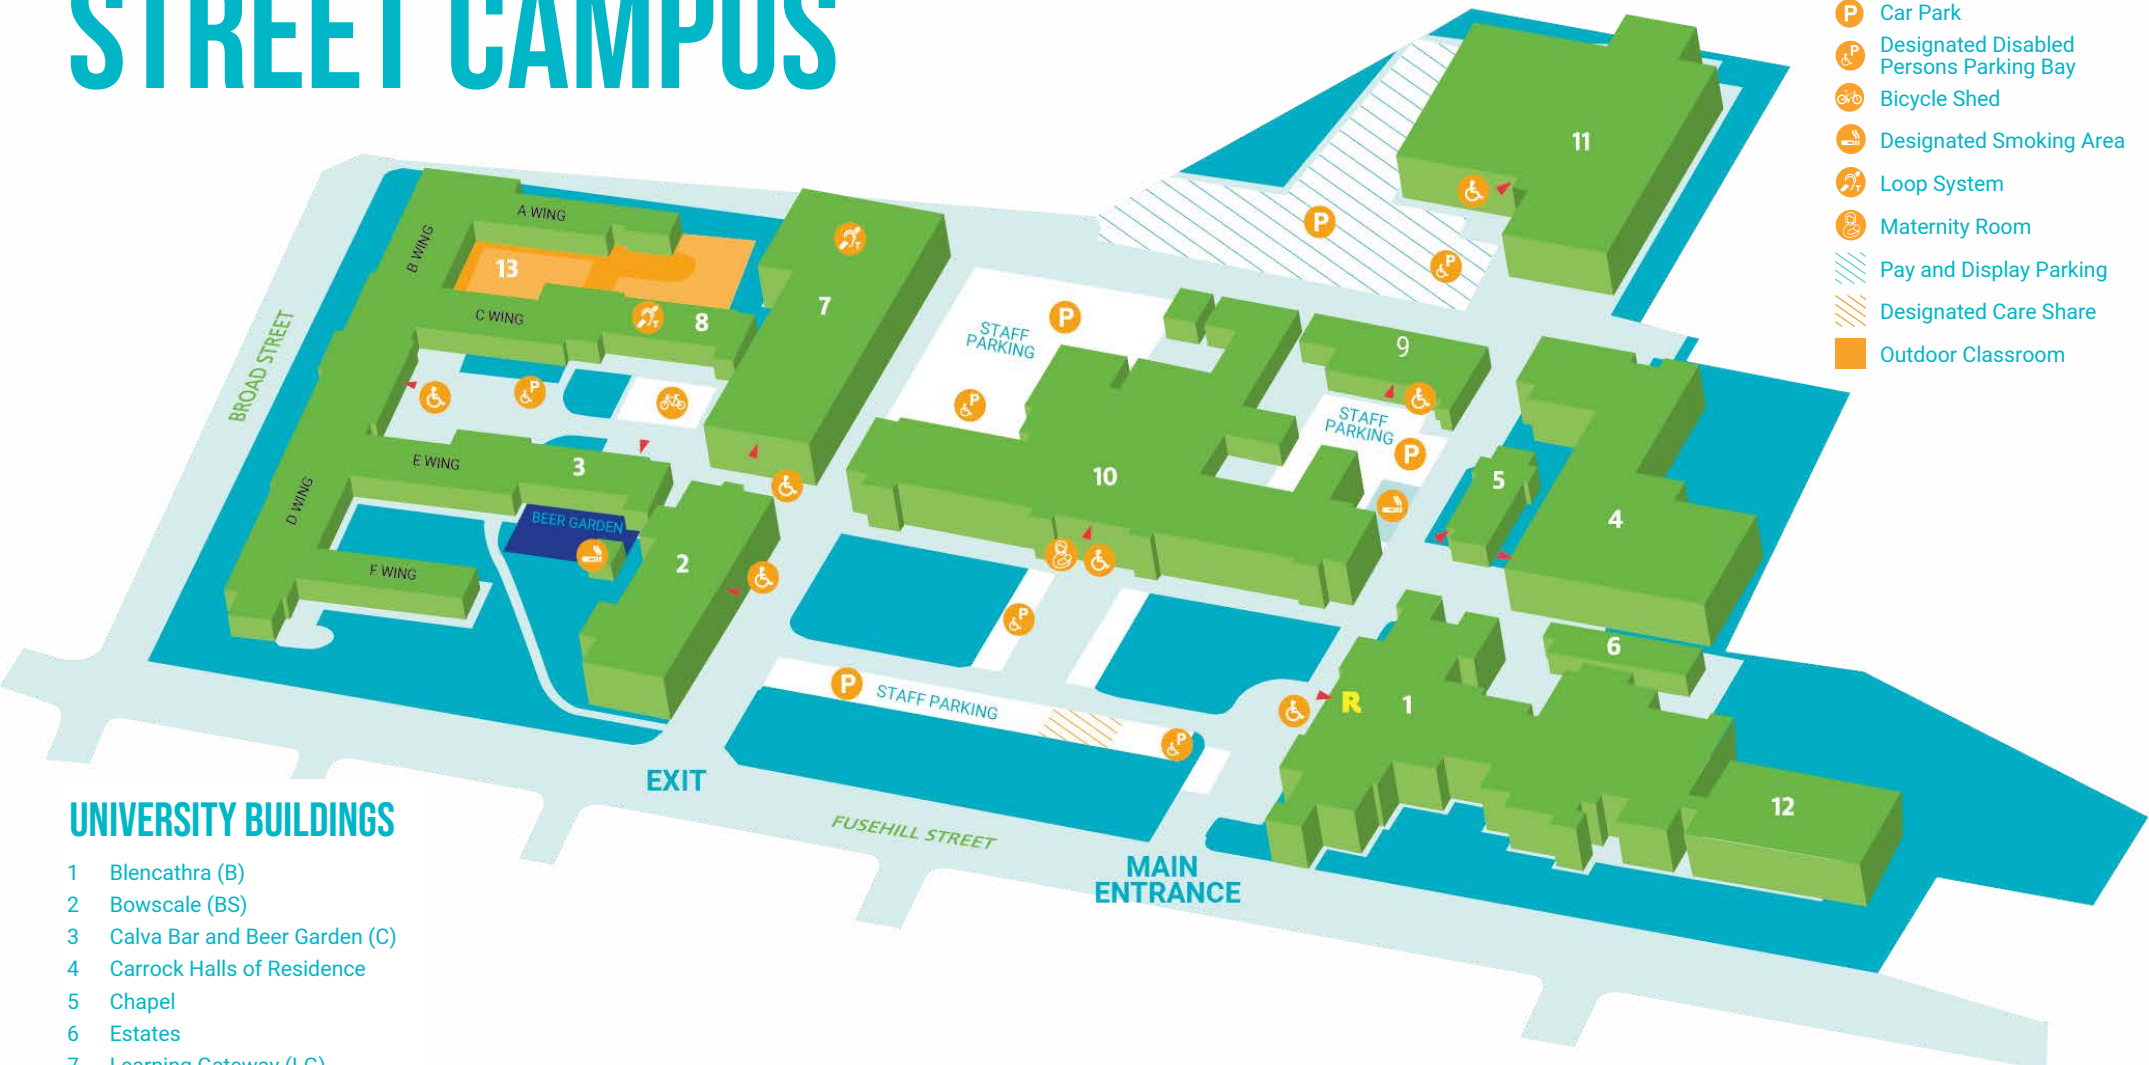 STREET CAMPUS
P Car Park
P Designated Disabled
Persons Parking Bay
Bicycle Shed
Designated Smoking Area
T Loop System
Maternity Room
Pay and Display Parking
Designated Care Share
Outdoor Classroom
11
P
P
A WING
B WING
13
T
7
C WING
T
8
BROAD STREET
P
STAFF
PARKING
P
P
9
STAFF
PARKING
P
E WING
3
D WING
BEER GARDEN
F WING
2
10
5
4
6
P
P
STAFF PARKING
P
R
1
12
EXIT
FUSEHILL STREET
MAIN
ENTRANCE
UNIVERSITY BUILDINGS
1 Blencathra (B)
2 Bowscale (BS)
3 Calva Bar and Beer Garden (C)
4 Carrock Halls of Residence
5 Chapel
6 Estates
7 Learning Gateway (LG)